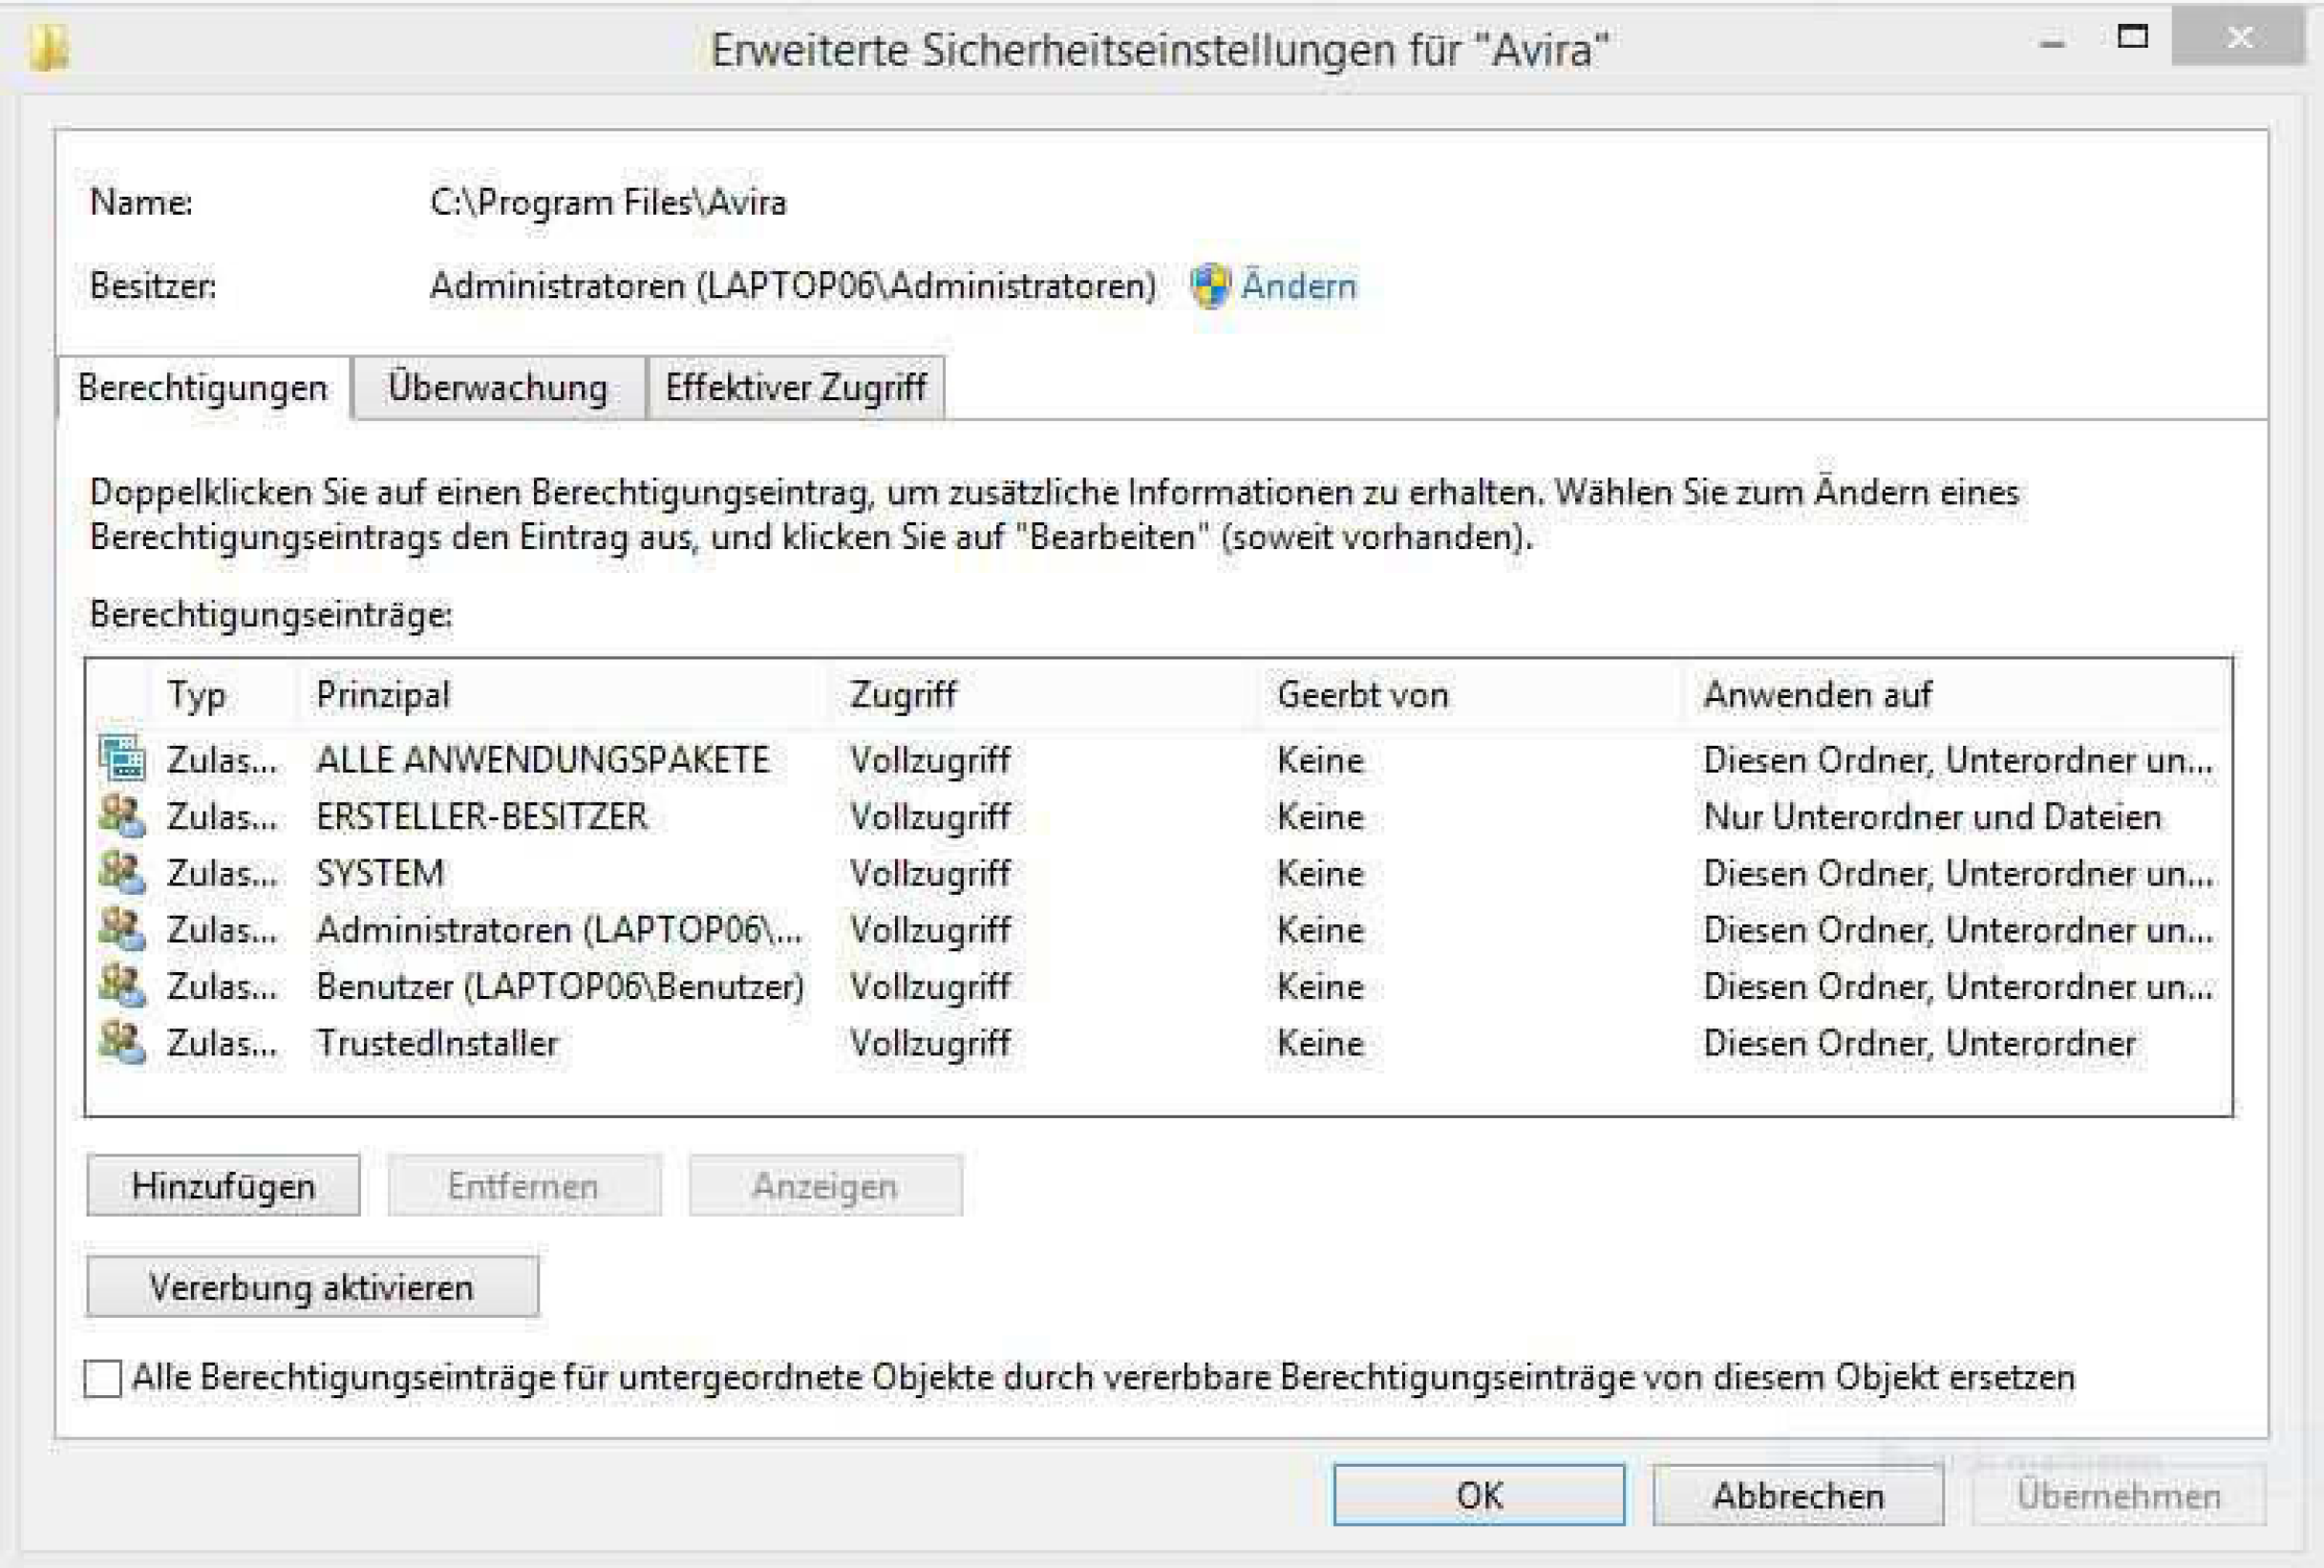 Erweiterte Sicherheitseinstellungen für "Avira"
Name: C:\Program Files\Avira
Besitzer: Administratoren (LAPTOP06\Administratoren) Ändern
Berechtigungen Überwachung Effektiver Zugriff
Doppelklicken Sie auf einen Berechtigungseintrag, um zusätzliche Informationen zu erhalten. Wählen Sie zum Ändern eines
Berechtigungseintrags den Eintrag aus, und klicken Sie auf "Bearbeiten" (soweit vorhanden).
Berechtigungseinträge:
Typ Prinzipal Zugriff Geerbt von Anwenden auf
Zulas... ALLE ANWENDUNGSPAKETE Vollzugriff Keine Diesen Ordner, Unterordner un...
Zulas... ERSTELLER-BESITZER Vollzugriff Keine Nur Unterordner und Dateien
Zulas... SYSTEM Vollzugriff Keine Diesen Ordner, Unterordner un...
Zulas... Administratoren (LAPTOP06\... Vollzugriff Keine Diesen Ordner, Unterordner un...
Zulas... Benutzer (LAPTOP06\Benutzer) Vollzugriff Keine Diesen Ordner, Unterordner un...
Zulas... TrustedInstaller Vollzugriff Keine Diesen Ordner, Unterordner
Hinzufügen Entfernen Anzeigen
Vererbung aktivieren
Alle Berechtigungseinträge für untergeordnete Objekte durch vererbbare Berechtigungseinträge von diesem Objekt ersetzen
OK Abbrechen Übernehmen